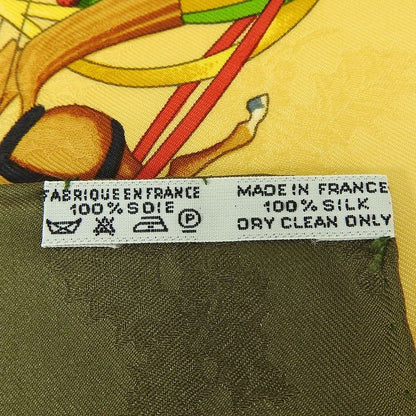 FABRIQUE EN FRANCE
100% SOIE
P
MADE IN FRANCE
100% SILK
DRY CLEAN ONLY